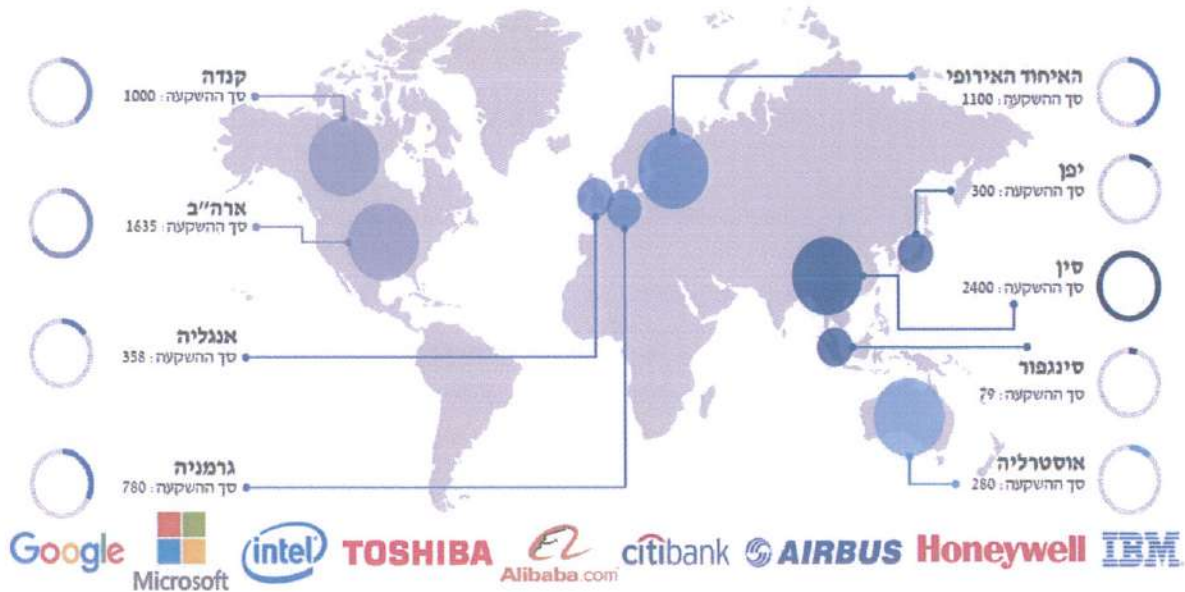 האיחוד האירופי
סך ההשקעה: 1100
יפן
סך ההשקעה: 300
סין
סך ההשקעה: 2400
סינגפור
סך ההשקעה: 79
אוסטרליה
סך ההשקעה: 280
קנדה
סך ההשקעה: 1000
ארה״ב
סך ההשקעה: 1635
אנגליה
סך ההשקעה: 358
גרמניה
סך ההשקעה: 780
Google
Microsoft
intel
TOSHIBA
Alibaba.com
citibank
AIRBUS
Honeywell
IBM